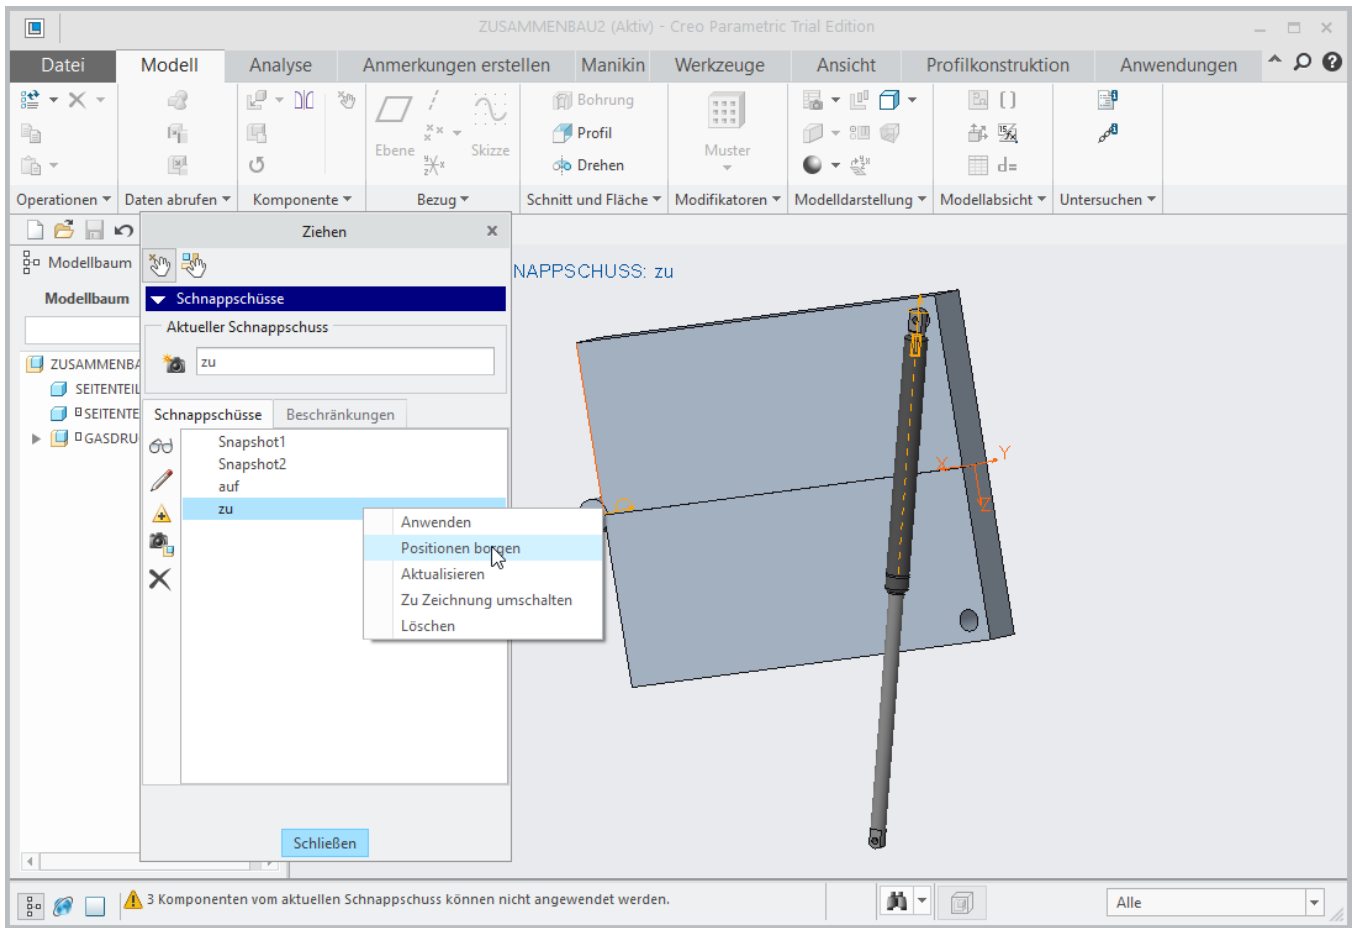 ZUSAMMENBAU2 (Aktiv) - Creo Parametric Trial Edition
Datei Modell Analyse Anmerkungen erstellen Manikin Werkzeuge Ansicht Profilkonstruktion Anwendungen
Bohrung
Profil
Ebene Skizze Muster
Drehen
d=
Operationen Daten abrufen Komponente Bezug Schnitt und Fläche Modifikatoren Modelldarstellung Modellabsicht Untersuchen
Ziehen
Modellbaum
NAPPSCHUSS: zu
Modellbaum
Schnappschüsse
Aktueller Schnappschuss
zu
ZUSAMMENBA
SEITENTEIL
SEITENTE
GASDRU
Schnappschüsse Beschränkungen
Snapshot1
Snapshot2
auf
zu
Anwenden
Positionen borgen
Aktualisieren
Zu Zeichnung umschalten
Löschen
X
Y
Z
Schließen
3 Komponenten vom aktuellen Schnappschuss können nicht angewendet werden.
Alle